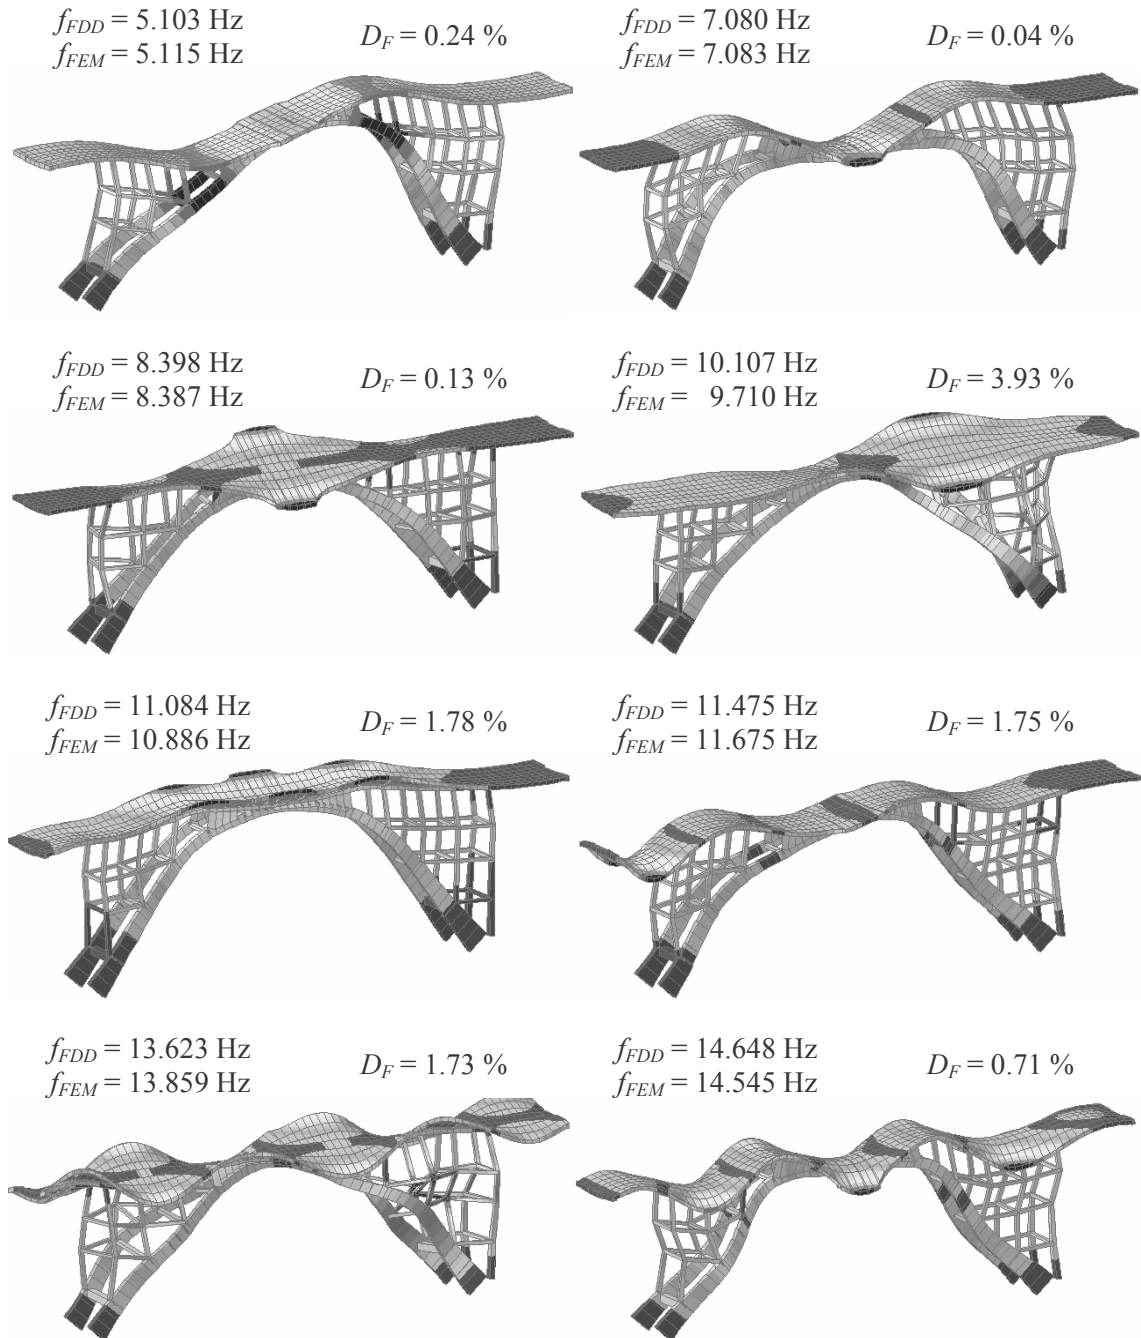 f_FDD = 5.103 Hz
f_FEM = 5.115 Hz
D_F = 0.24 %
f_FDD = 7.080 Hz
f_FEM = 7.083 Hz
D_F = 0.04 %
f_FDD = 8.398 Hz
f_FEM = 8.387 Hz
D_F = 0.13 %
f_FDD = 10.107 Hz
f_FEM = 9.710 Hz
D_F = 3.93 %
f_FDD = 11.084 Hz
f_FEM = 10.886 Hz
D_F = 1.78 %
f_FDD = 11.475 Hz
f_FEM = 11.675 Hz
D_F = 1.75 %
f_FDD = 13.623 Hz
f_FEM = 13.859 Hz
D_F = 1.73 %
f_FDD = 14.648 Hz
f_FEM = 14.545 Hz
D_F = 0.71 %